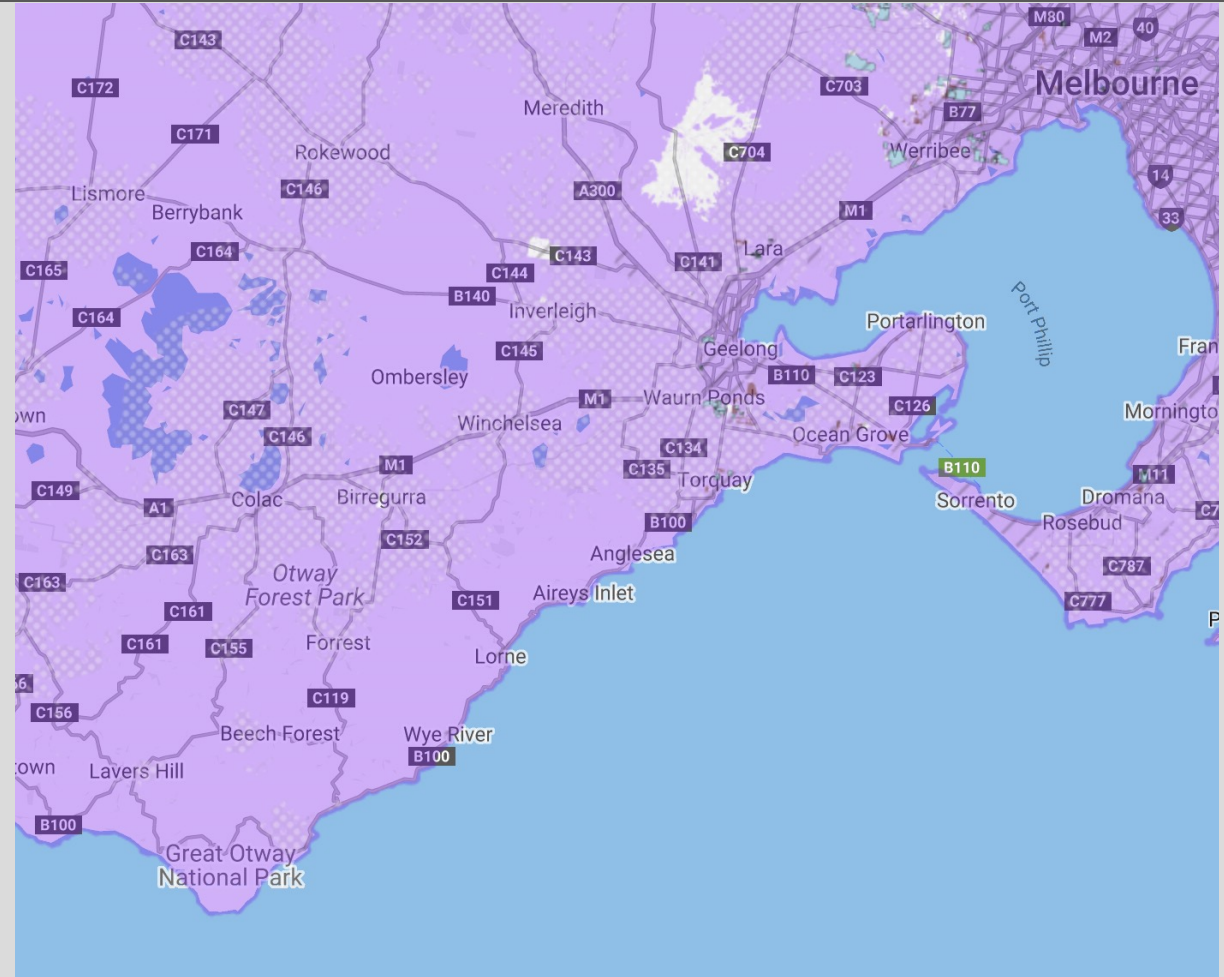 M80
40
C143
M2
C172
C703
Melbourne
Meredith
B77
C171
Rokewood
C704
Werribee
14
Lismore
C146
A300
Berrybank
M1
33
C164
Lara
C165
C143
C141
C144
B140
Inverleigh
Port Phillip
C164
Portarlington
C145
Geelong
Fran
Ombersley
B110
C123
M1
Waurn Ponds
C126
own
C147
Winchelsea
Morningto
C146
Ocean Grove
C134
M1
C135
B110
M11
Torquay
C149
Colac
Birregurra
Sorrento
Dromana
A1
C7
B100
Rosebud
C152
C163
Anglesea
C787
Otway
Forest Park
C163
Aireys Inlet
C151
C777
C161
P
C161
C155
Forrest
Lorne
56
C119
C156
Beech Forest
Wye River
B100
town
Lavers Hill
B100
Great Otway
National Park